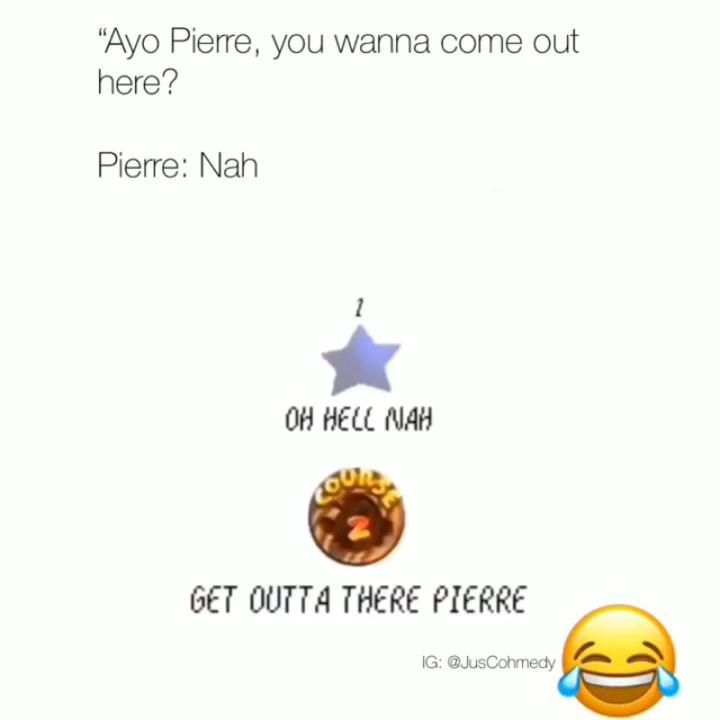 “Ayo Pierre, you wanna come out
here?
Pierre: Nah
1
OH HELL NAH
COURSE
2
GET OUTTA THERE PIERRE
IG: @JusCohmedy